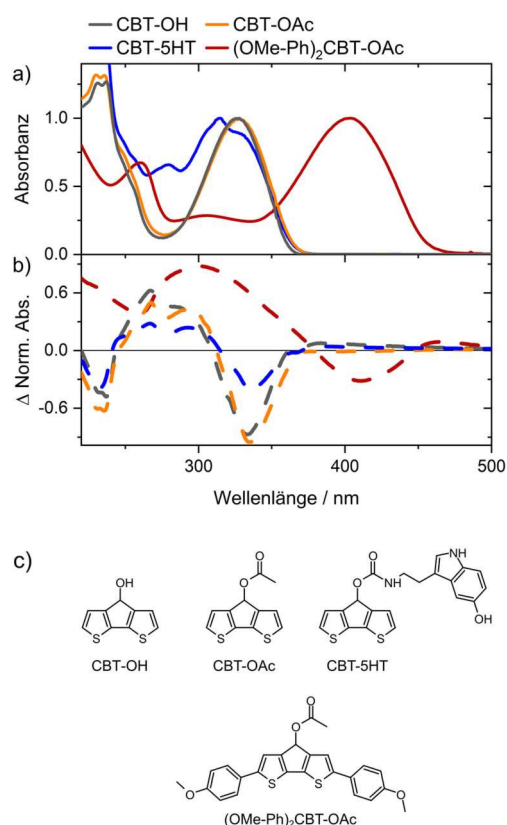 CBT-OH CBT-OAc
CBT-5HT (OMe-Ph)2CBT-OAc
a)
Absorbanz
1.0
0.5
0.0
b)
Δ Norm. Abs.
0.6
0.0
-0.6
300 400 500
Wellenlänge / nm
c)
OH
S S
CBT-OH
O
O
S S
CBT-OAc
O
O NH
NH
OH
S S
CBT-5HT
O
O
O S S O
(OMe-Ph)2CBT-OAc